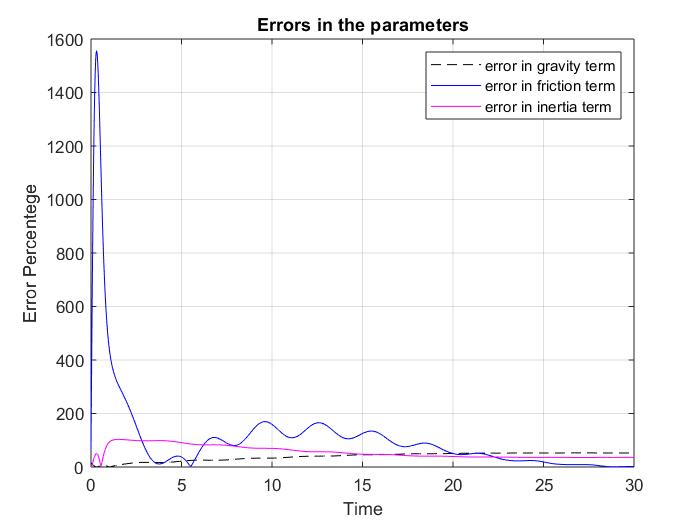 Errors in the parameters
1600
1400
1200
1000
800
600
400
200
0
Error Percentege
error in gravity term
error in friction term
error in inertia term
0 5 10 15 20 25 30
Time